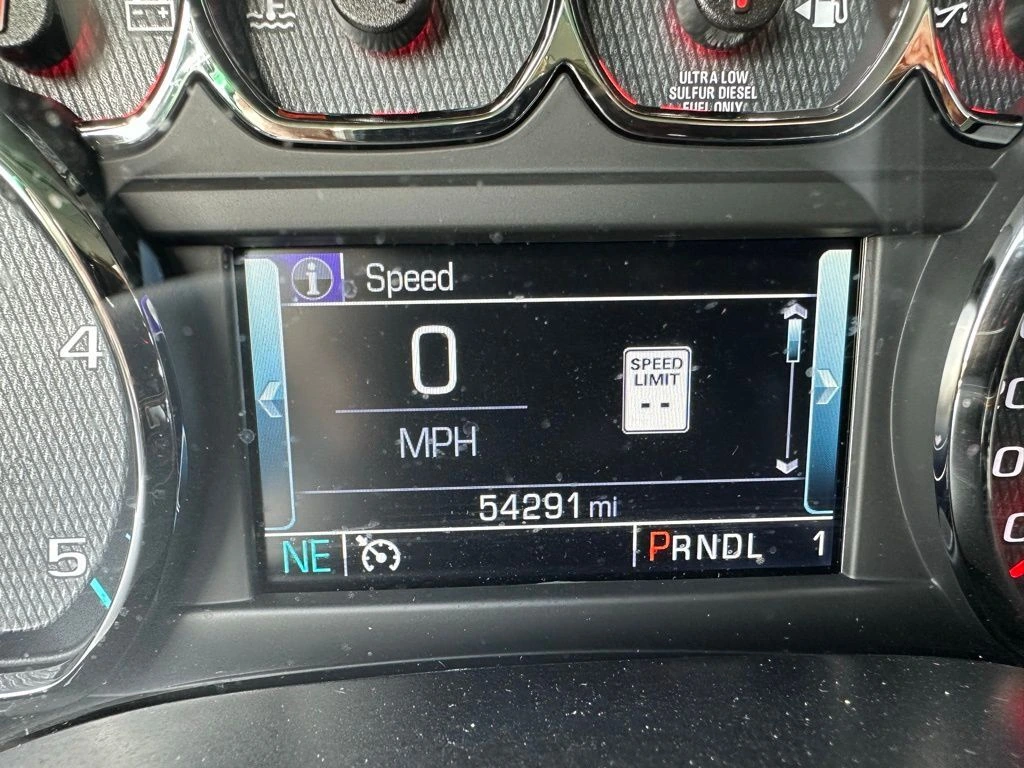 ULTRA LOW
SULFUR DIESEL
FUEL ONLY
i Speed
0
MPH
SPEED
LIMIT
--
54291 mi
NE
PRNDL 1
4
5